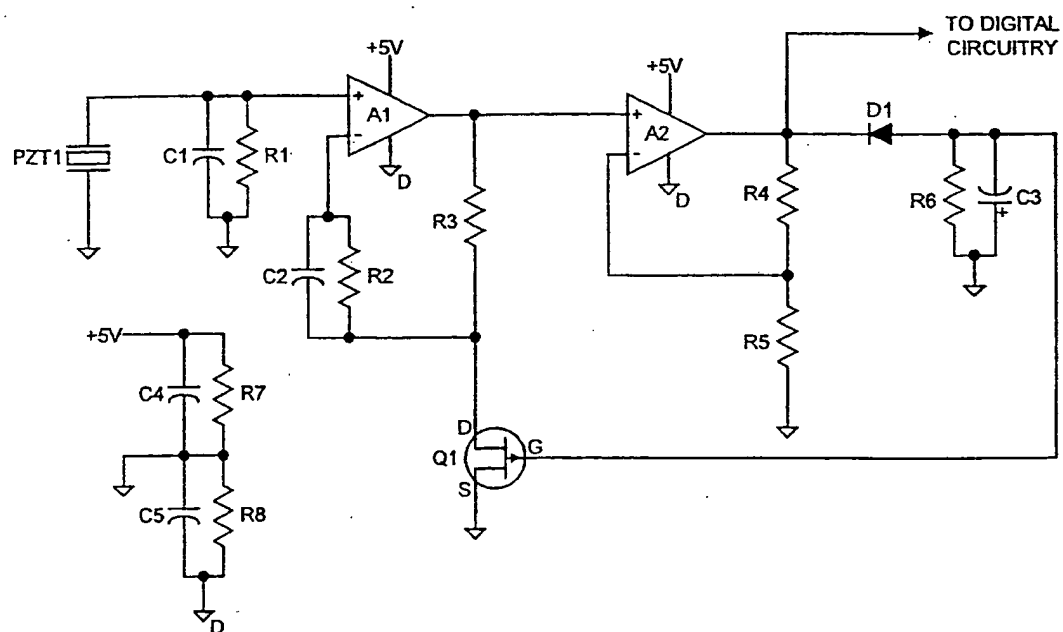 TO DIGITAL
CIRCUITRY
+5V
+5V
A1
A2
D1
PZT1
C1
R1
D
D
R3
R4
R6
C3
+
C2
R2
R5
+5V
C4
R7
D
Q1
G
S
C5
R8
D